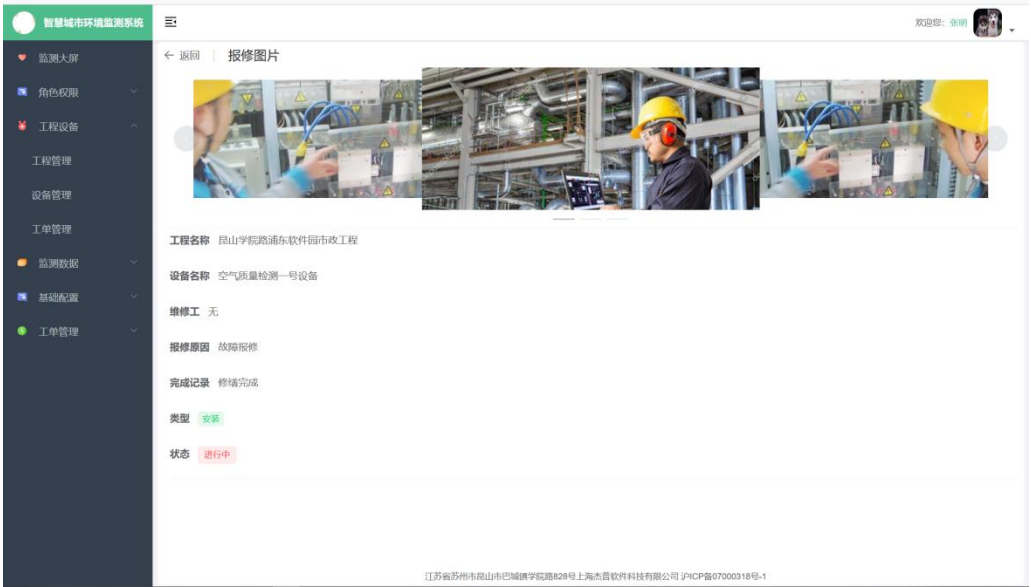 智慧城市环境监测系统
欢迎您: 张明
监测大屏
角色权限
工程设备
工程管理
设备管理
工单管理
监测数据
基础配置
工单管理
返回 报修图片
工程名称 昆山学院路浦东软件园市政工程
设备名称 空气质量检测一号设备
维修工 无
报修原因 故障报修
完成记录 修缮完成
类型 安装
状态 进行中
江苏省苏州市昆山市巴城镇学院路828号上海杰普软件科技有限公司 沪ICP备07000318号-1